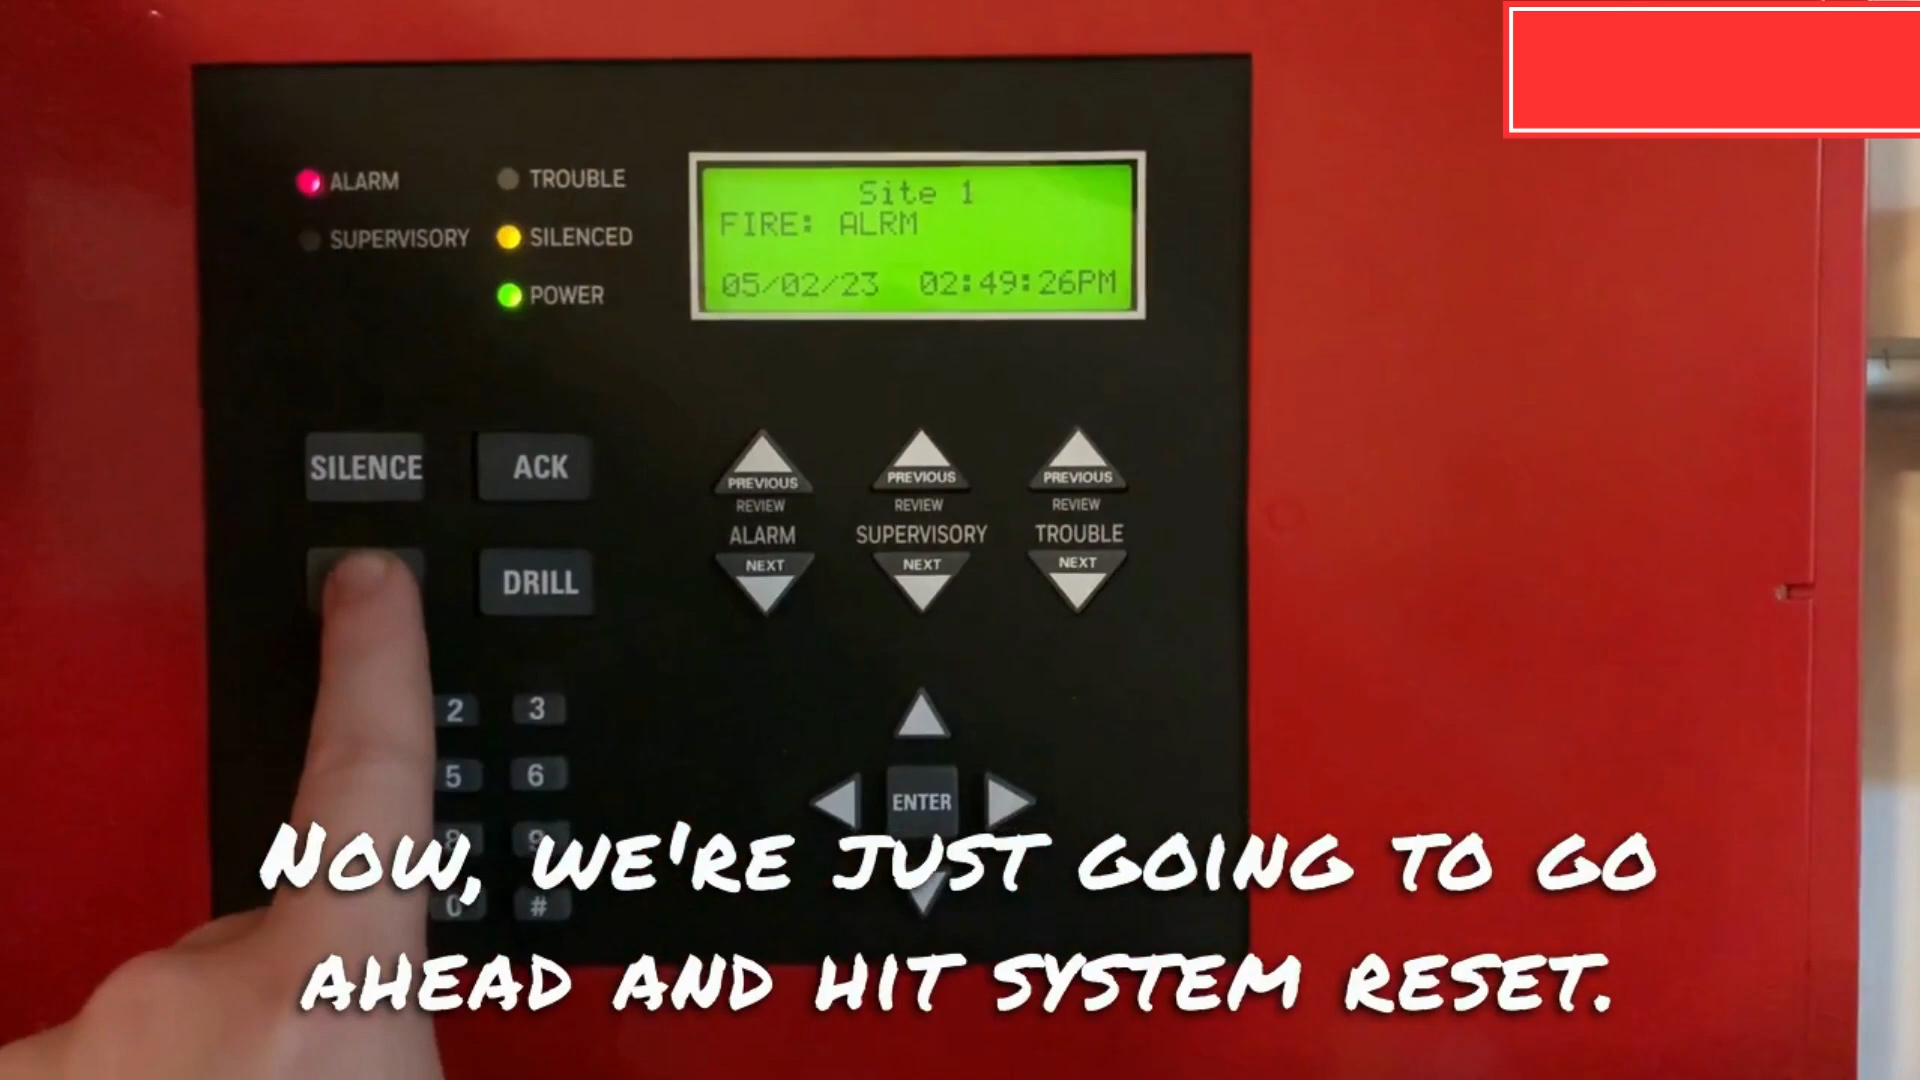 ALARM
TROUBLE
SUPERVISORY
SILENCED
POWER
Site 1
FIRE: ALRM
05/02/23 02:49:26PM
SILENCE
ACK
DRILL
PREVIOUS
REVIEW
ALARM
NEXT
PREVIOUS
REVIEW
SUPERVISORY
NEXT
PREVIOUS
REVIEW
TROUBLE
NEXT
2 3
5 6
8 9
0 #
ENTER
NOW, WE'RE JUST GOING TO GO
AHEAD AND HIT SYSTEM RESET.